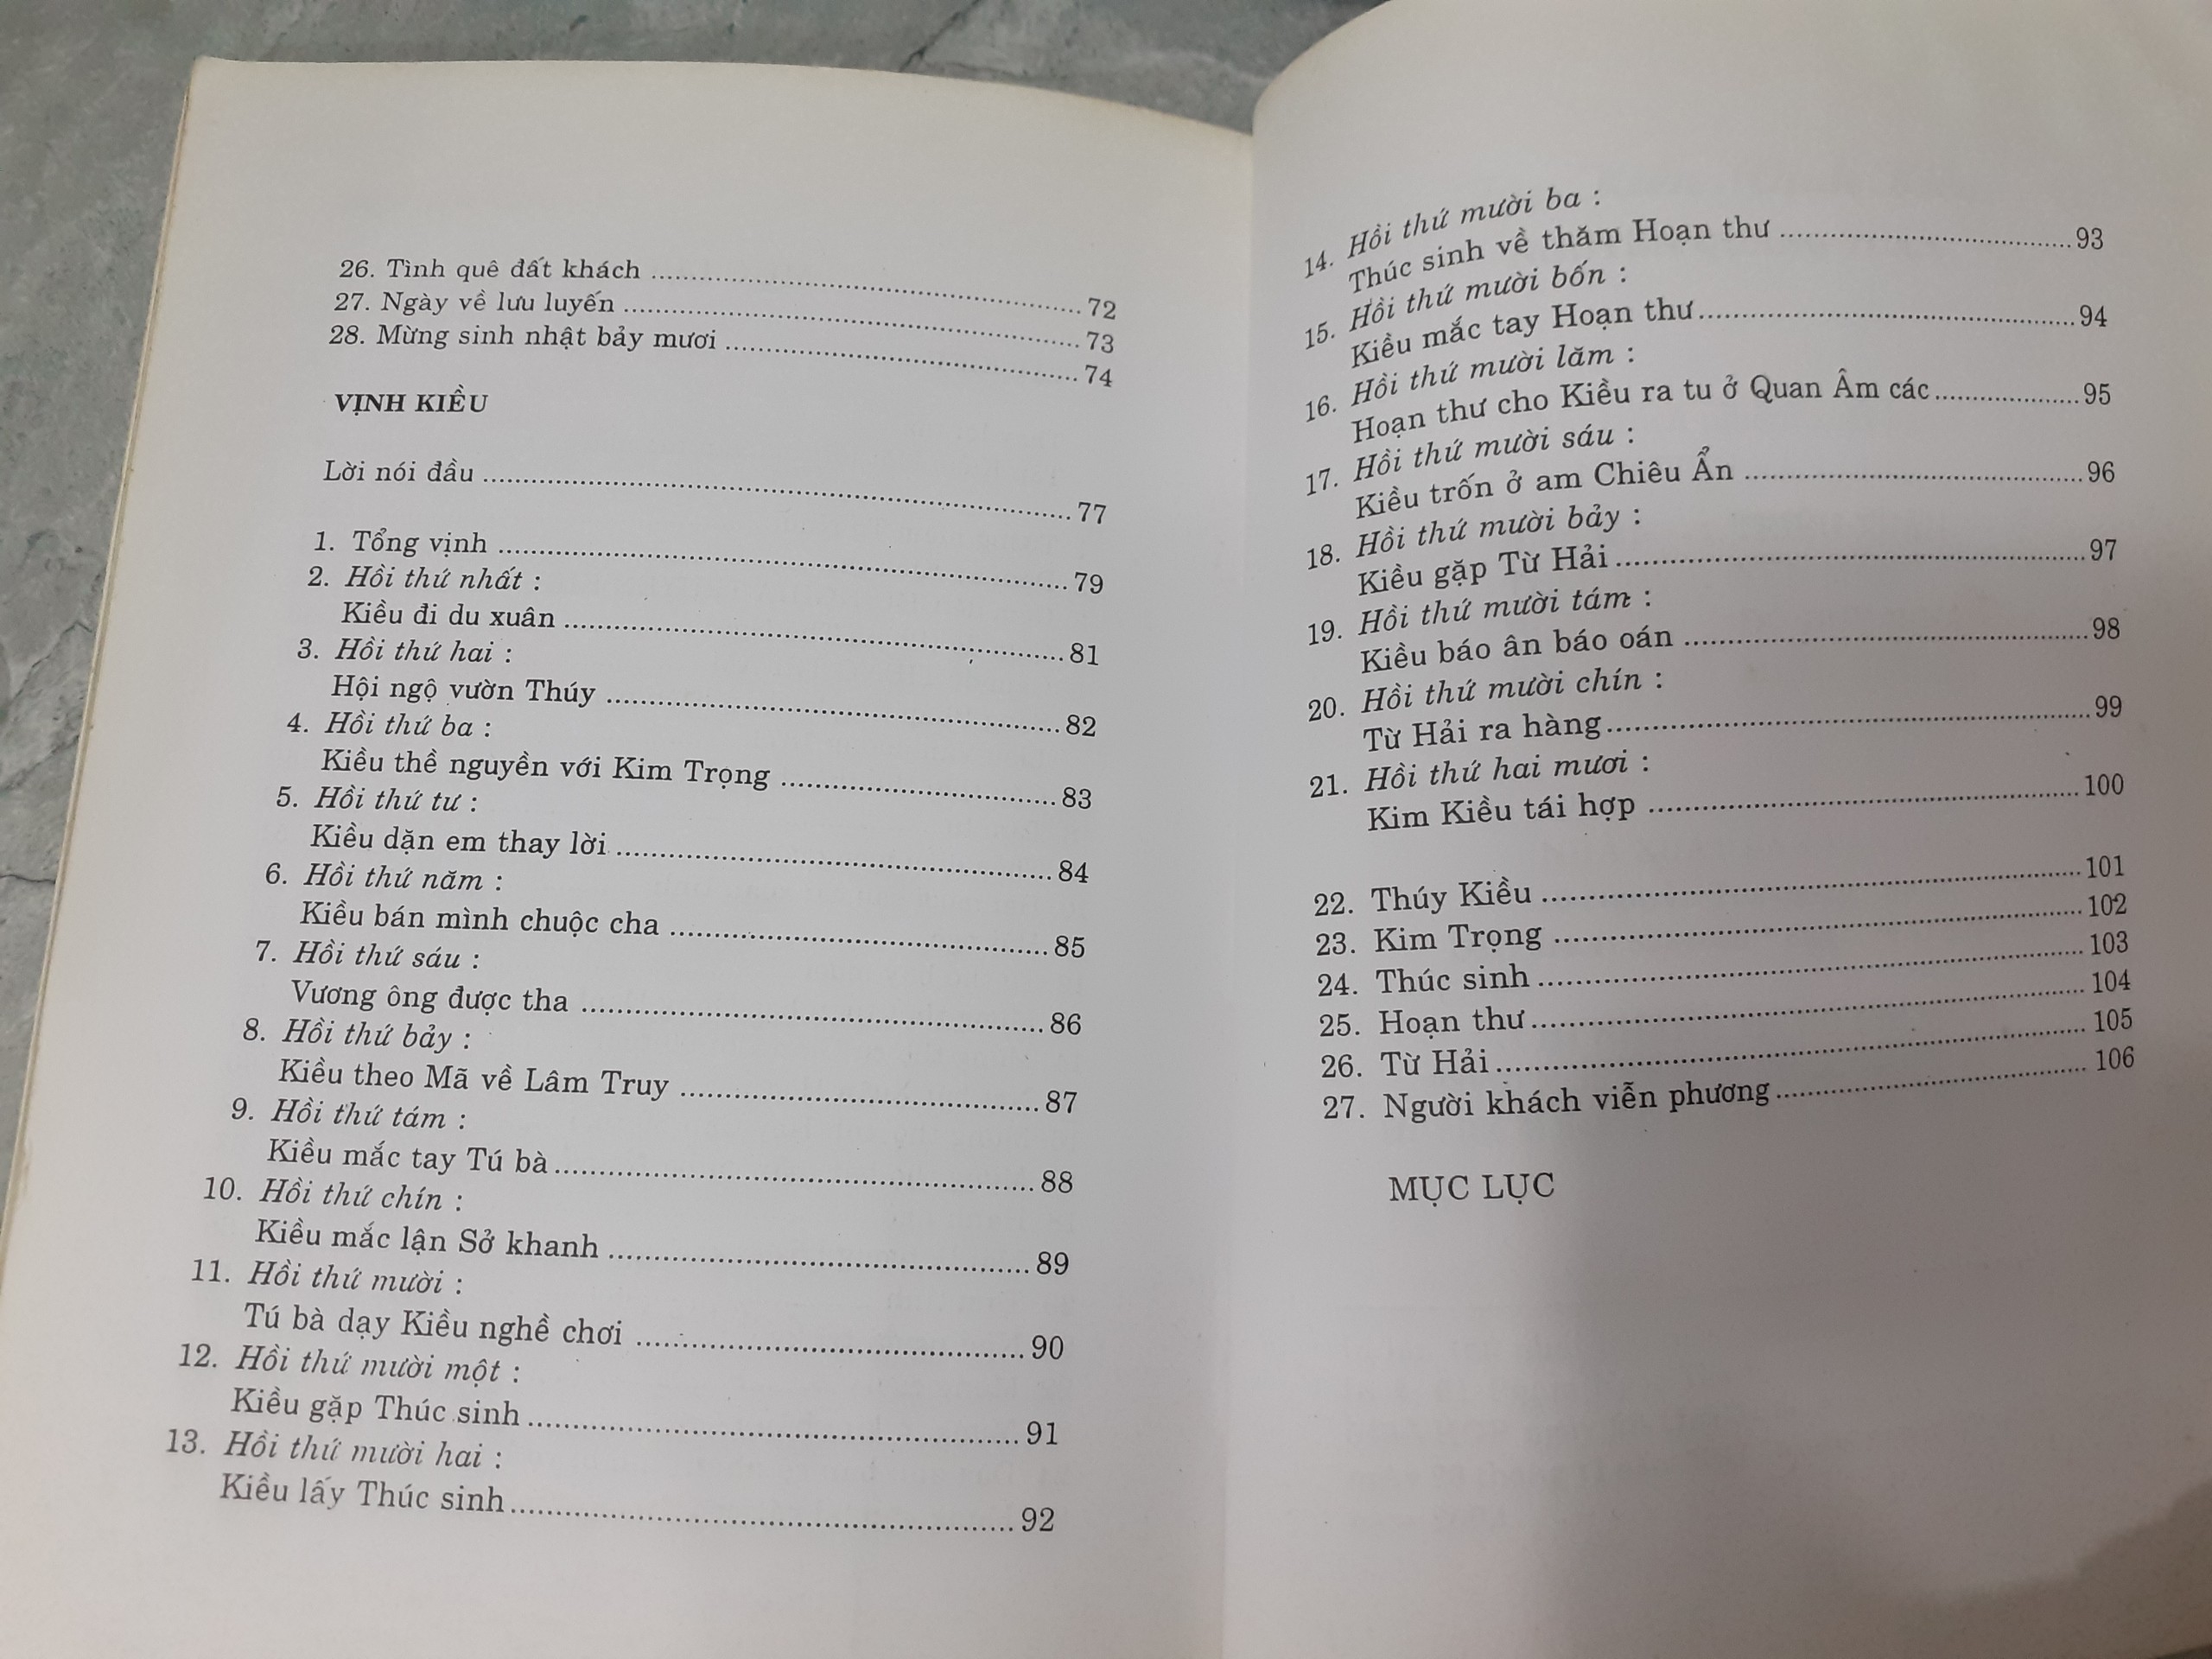 26. Tình quê đất khách ........ 72
27. Ngày về lưu luyến ........ 73
28. Mừng sinh nhật bảy mươi ........ 74
VỊNH KIỀU
Lời nói đầu ........ 77
1. Tổng vịnh ........ 79
2. Hồi thứ nhất :
Kiều đi du xuân ........ 81
3. Hồi thứ hai :
Hội ngộ vườn Thúy ........ 82
4. Hồi thứ ba :
Kiều thề nguyền với Kim Trọng ........ 83
5. Hồi thứ tư :
Kiều dặn em thay lời ........ 84
6. Hồi thứ năm :
Kiều bán mình chuộc cha ........ 85
7. Hồi thứ sáu :
Vương ông được tha ........ 86
8. Hồi thứ bảy :
Kiều theo Mã về Lâm Truy ........ 87
9. Hồi thứ tám :
Kiều mắc tay Tú bà ........ 88
10. Hồi thứ chín :
Kiều mắc lận Sở khanh ........ 89
11. Hồi thứ mười :
Tú bà dạy Kiều nghề chơi ........ 90
12. Hồi thứ mười một :
Kiều gặp Thúc sinh ........ 91
13. Hồi thứ mười hai :
Kiều lấy Thúc sinh ........ 92
14. Hồi thứ mười ba :
Thúc sinh về thăm Hoạn thư ........ 93
15. Hồi thứ mười bốn :
Kiều mắc tay Hoạn thư ........ 94
16. Hồi thứ mười lăm :
Hoạn thư cho Kiều ra tu ở Quan Âm các ........ 95
17. Hồi thứ mười sáu :
Kiều trốn ở am Chiêu Ẩn ........ 96
18. Hồi thứ mười bảy :
Kiều gặp Từ Hải ........ 97
19. Hồi thứ mười tám :
Kiều báo ân báo oán ........ 98
20. Hồi thứ mười chín :
Từ Hải ra hàng ........ 99
21. Hồi thứ hai mươi :
Kim Kiều tái hợp ........ 100
22. Thúy Kiều ........ 101
23. Kim Trọng ........ 102
24. Thúc sinh ........ 103
25. Hoạn thư ........ 104
26. Từ Hải ........ 105
27. Người khách viễn phương ........ 106
MỤC LỤC